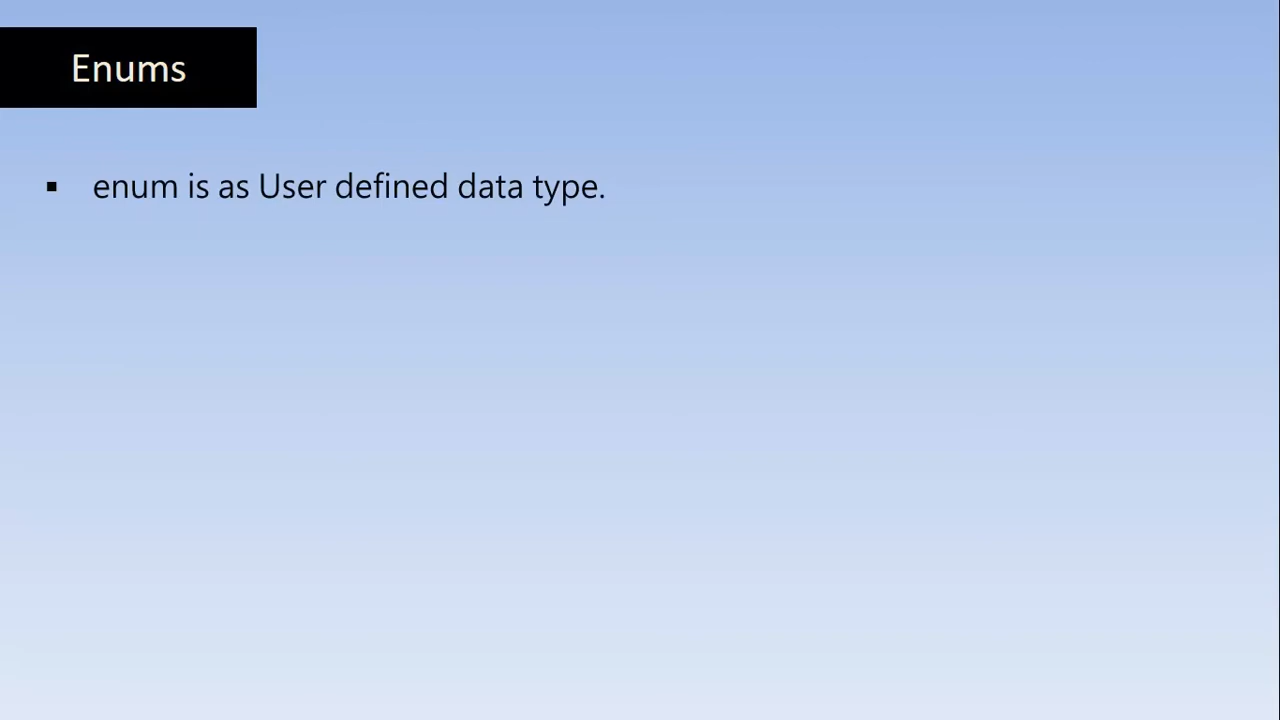 Enums
▪ enum is as User defined data type.